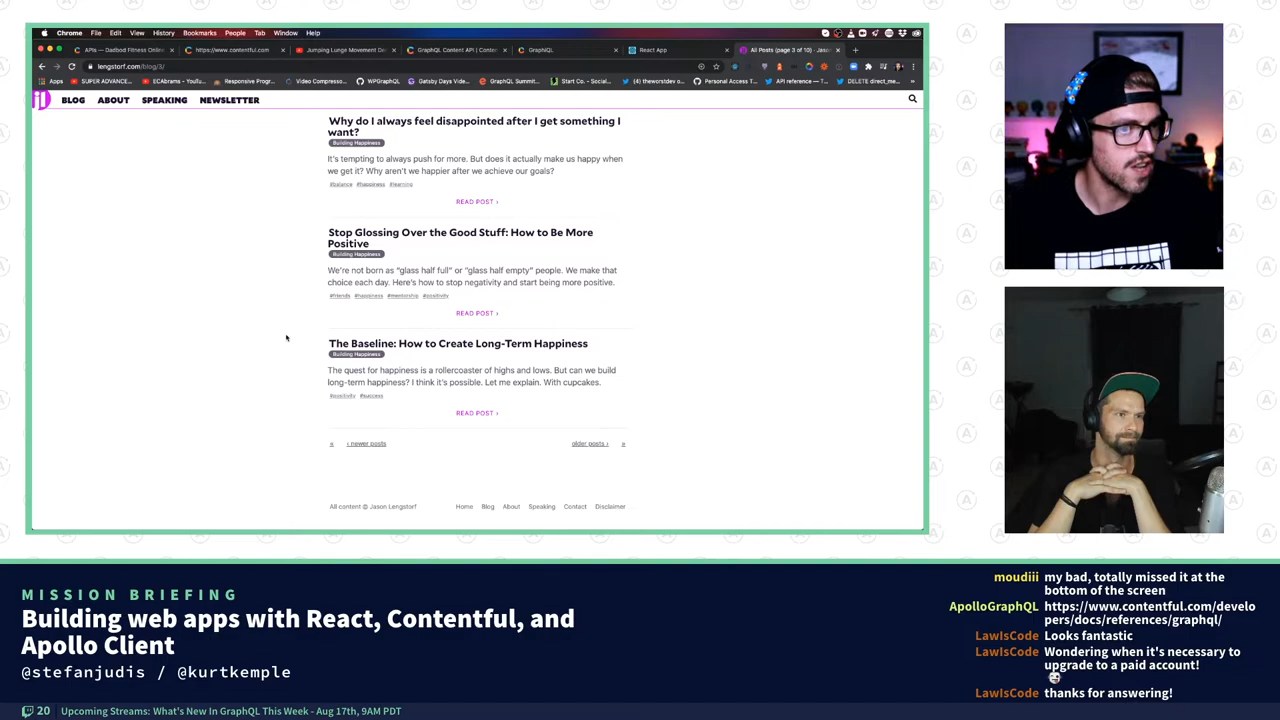 Chrome File Edit View History Bookmarks People Tab Window Help
APIs — Dadbod Fitness Online
https://www.contentful.com
Jumping Lunge Movement De
GraphQL Content API | Conten
GraphiQL
React App
All Posts (page 3 of 10) - Jaso
lengstorf.com/blog/3/
Apps
SUPER ADVANCE...
ECAbrams - YouTu...
Responsive Progr...
Video Compresso...
WPGraphQL
Gatsby Days Vide...
GraphQL Summit...
Start Co. - Social...
(4) theworstdev o...
Personal Access T...
API reference — T...
DELETE direct_me...
BLOG ABOUT SPEAKING NEWSLETTER
Why do I always feel disappointed after I get something I
want?
Building Happiness
It's tempting to always push for more. But does it actually make us happy when
we get it? Why aren't we happier after we achieve our goals?
#balance #happiness #learning
READ POST ›
Stop Glossing Over the Good Stuff: How to Be More
Positive
Building Happiness
We're not born as “glass half full” or “glass half empty” people. We make that
choice each day. Here's how to stop negativity and start being more positive.
#friends #happiness #mentorship #positivity
READ POST ›
The Baseline: How to Create Long-Term Happiness
Building Happiness
The quest for happiness is a rollercoaster of highs and lows. But can we build
long-term happiness? I think it's possible. Let me explain. With cupcakes.
#positivity #success
READ POST ›
« ‹ newer posts older posts › »
All content @ Jason Lengstorf Home Blog About Speaking Contact Disclaimer
MISSION BRIEFING
Building web apps with React, Contentful, and
Apollo Client
@stefanjudis / @kurtkemple
20 Upcoming Streams: What's New In GraphQL This Week - Aug 17th, 9AM PDT
moudiii my bad, totally missed it at the
bottom of the screen
ApolloGraphQL https://www.contentful.com/develo
pers/docs/references/graphql/
LawIsCode Looks fantastic
LawIsCode Wondering when it's necessary to
upgrade to a paid account!
LawIsCode thanks for answering!